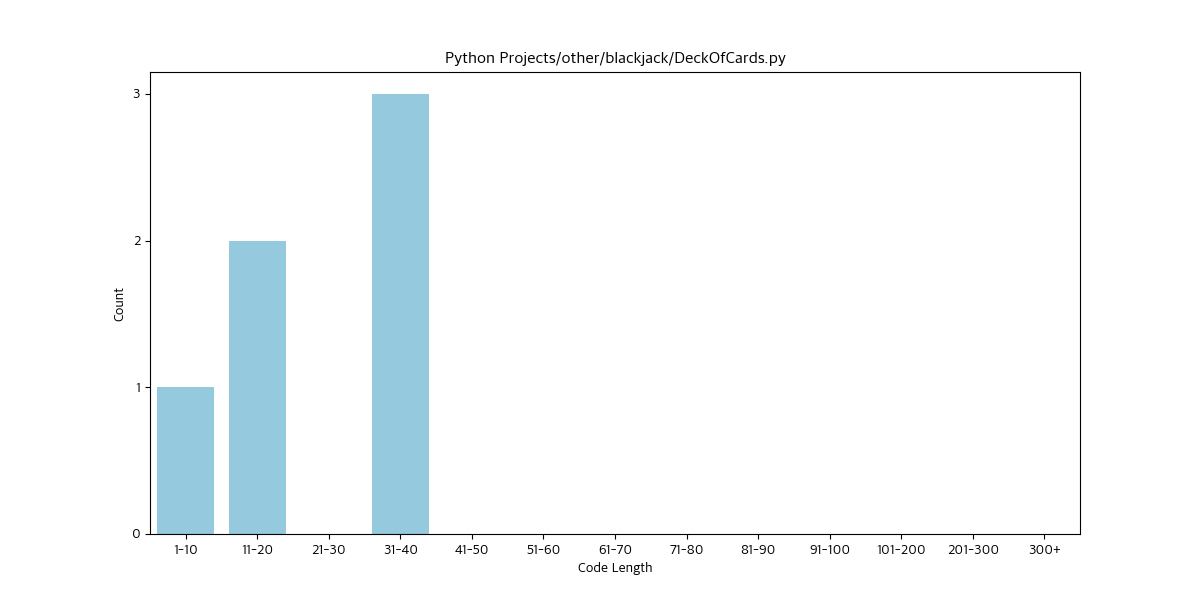 Python Projects/other/blackjack/DeckOfCards.py
3
2
1
0
Count
1-10 11-20 21-30 31-40 41-50 51-60 61-70 71-80 81-90 91-100 101-200 201-300 300+
Code Length